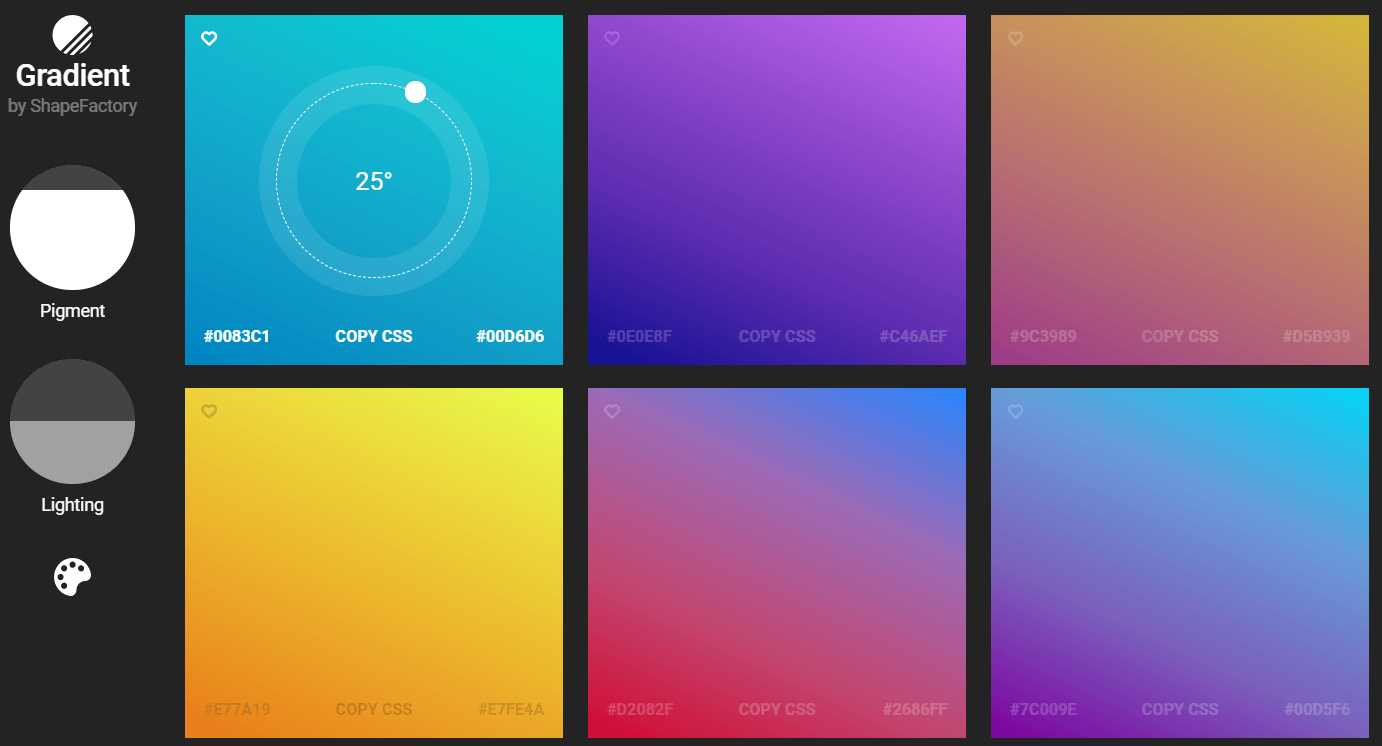 Gradient
by ShapeFactory
Pigment
Lighting
25°
#0083C1 COPY CSS #00D6D6
#0E0E8F COPY CSS #C46AEF
#9C3989 COPY CSS #D5B939
#E77A19 COPY CSS #E7FE4A
#D2082F COPY CSS #2686FF
#7C009E COPY CSS #00D5F6